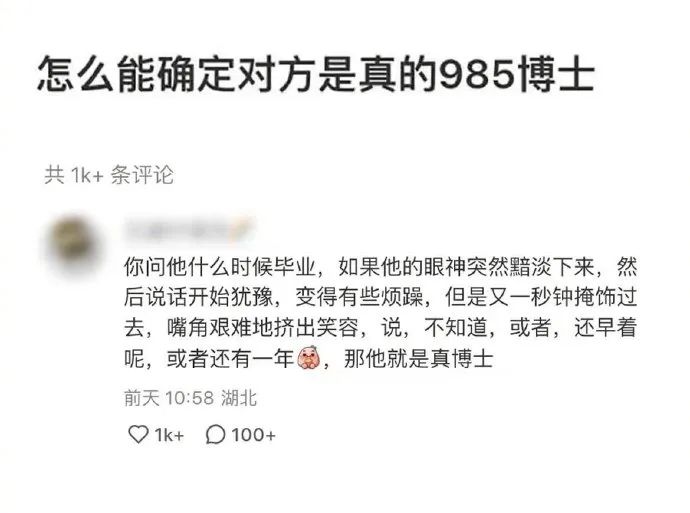 怎么能确定对方是真的985博士
共 1k+ 条评论
你问他什么时候毕业，如果他的眼神突然黯淡下来，然
后说话开始犹豫，变得有些烦躁，但是又一秒钟掩饰过
去，嘴角艰难地挤出笑容，说，不知道，或者，还早着
呢，或者还有一年，那他就是真博士
前天 10:58 湖北
1k+ 100+